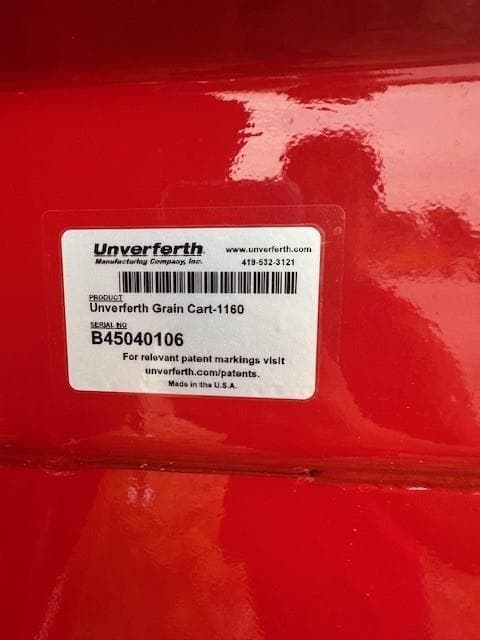 Unverferth
www.unverferth.com
Manufacturing Company, Inc.
419-532-3121
PRODUCT
Unverferth Grain Cart-1160
SERIAL NO
B45040106
For relevant patent markings visit
unverferth.com/patents.
Made in the U.S.A.